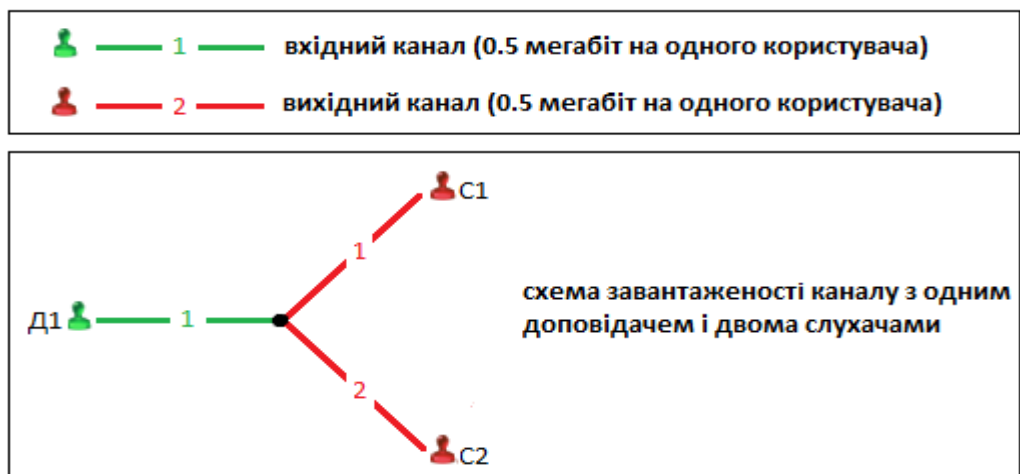 1 вхідний канал (0.5 мегабіт на одного користувача)
2 вихідний канал (0.5 мегабіт на одного користувача)
С1
1
схема завантаженості каналу з одним
Д1 1
доповідачем і двома слухачами
2
С2